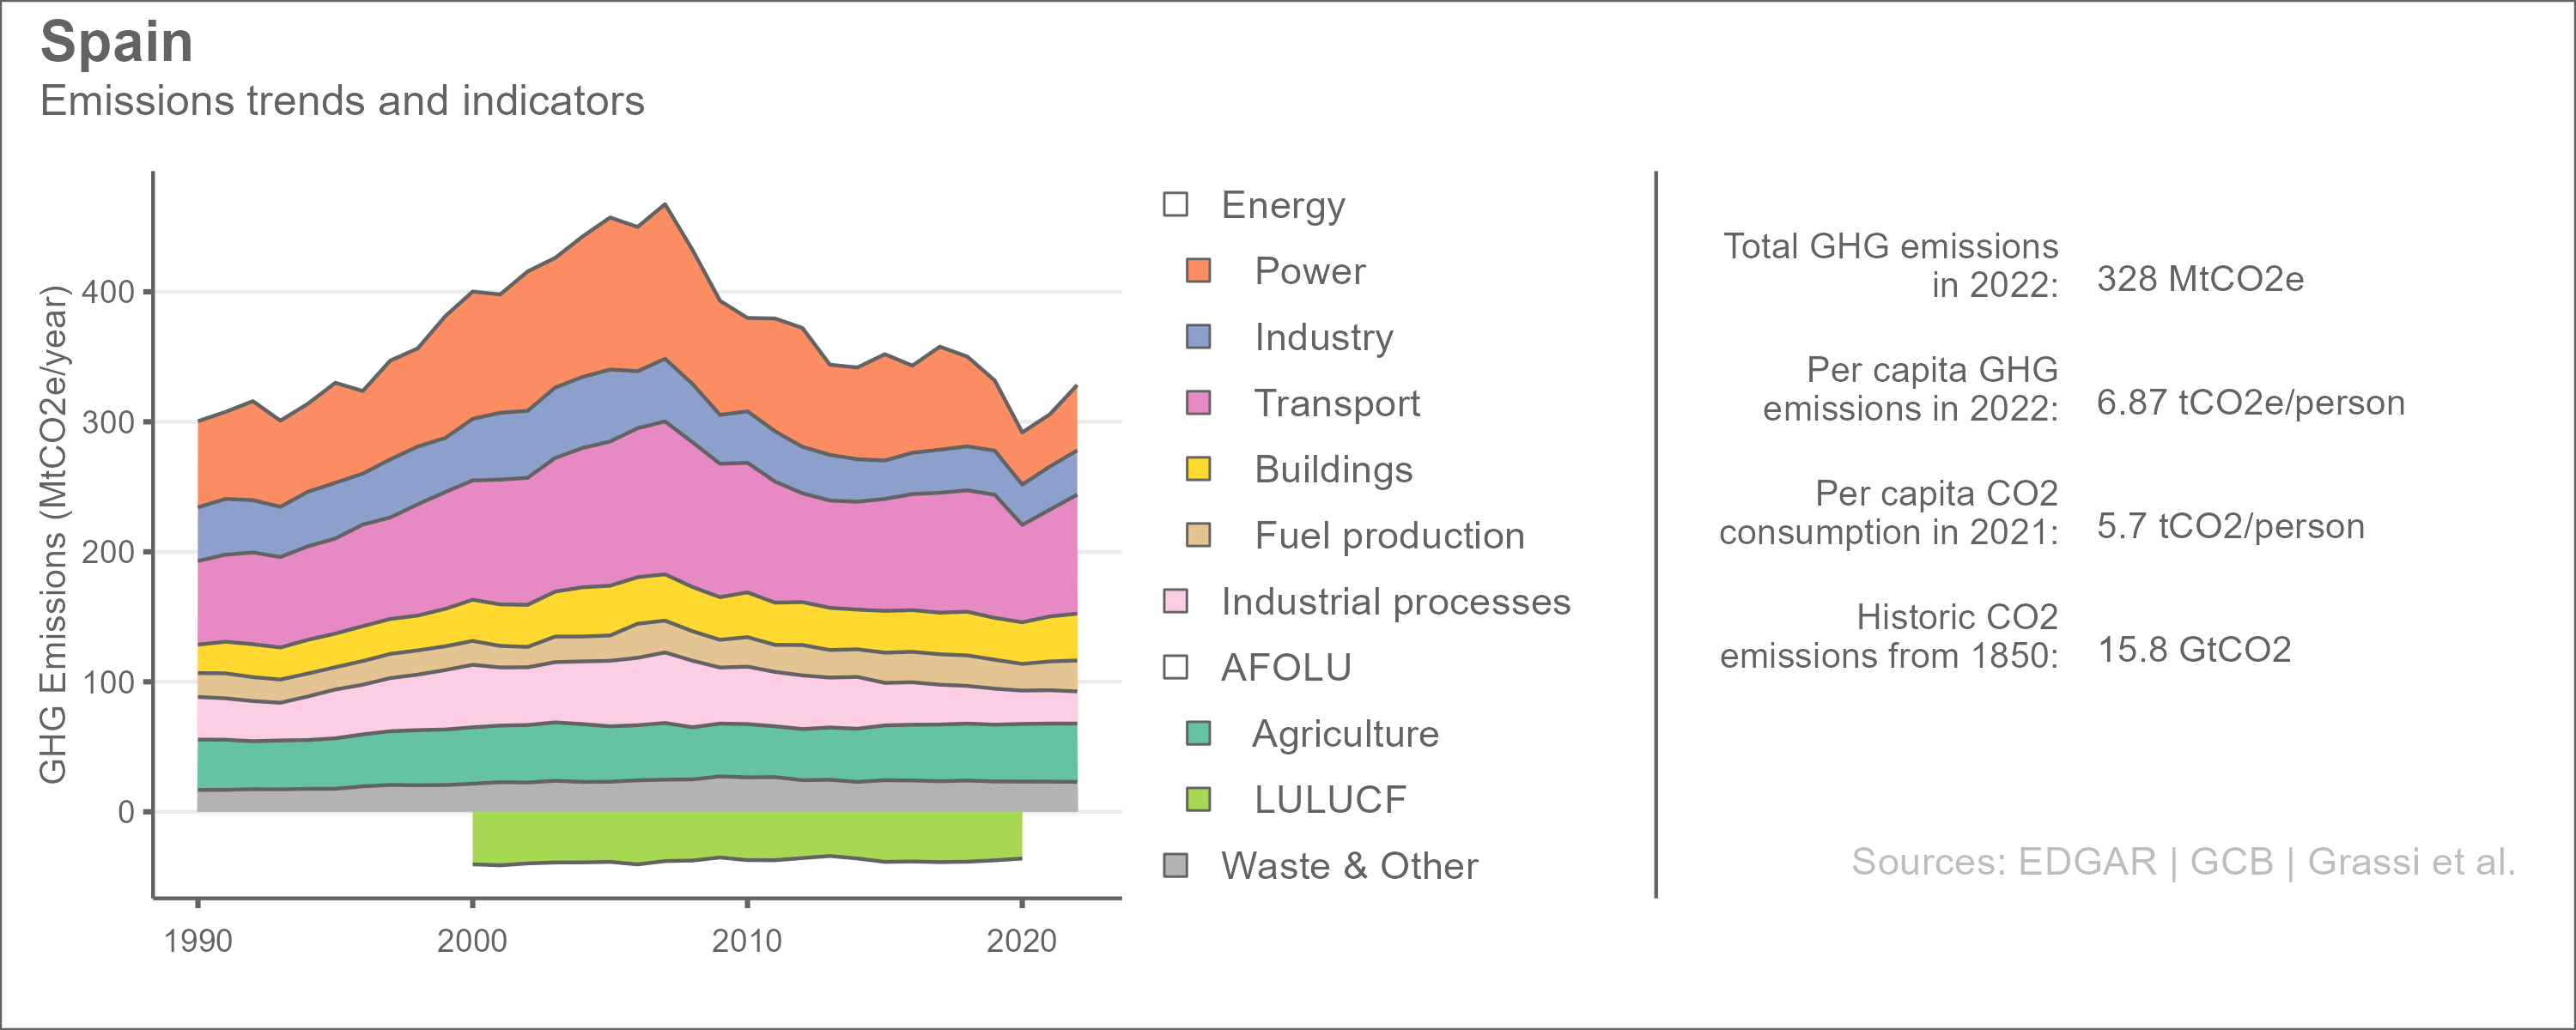 Spain
Emissions trends and indicators
GHG Emissions (MtCO2e/year)
400
300
200
100
0
1990
2000
2010
2020
Energy
Power
Industry
Transport
Buildings
Fuel production
Industrial processes
AFOLU
Agriculture
LULUCF
Waste & Other
Total GHG emissions
in 2022: 328 MtCO2e
Per capita GHG
emissions in 2022: 6.87 tCO2e/person
Per capita CO2
consumption in 2021: 5.7 tCO2/person
Historic CO2
emissions from 1850: 15.8 GtCO2
Sources: EDGAR | GCB | Grassi et al.